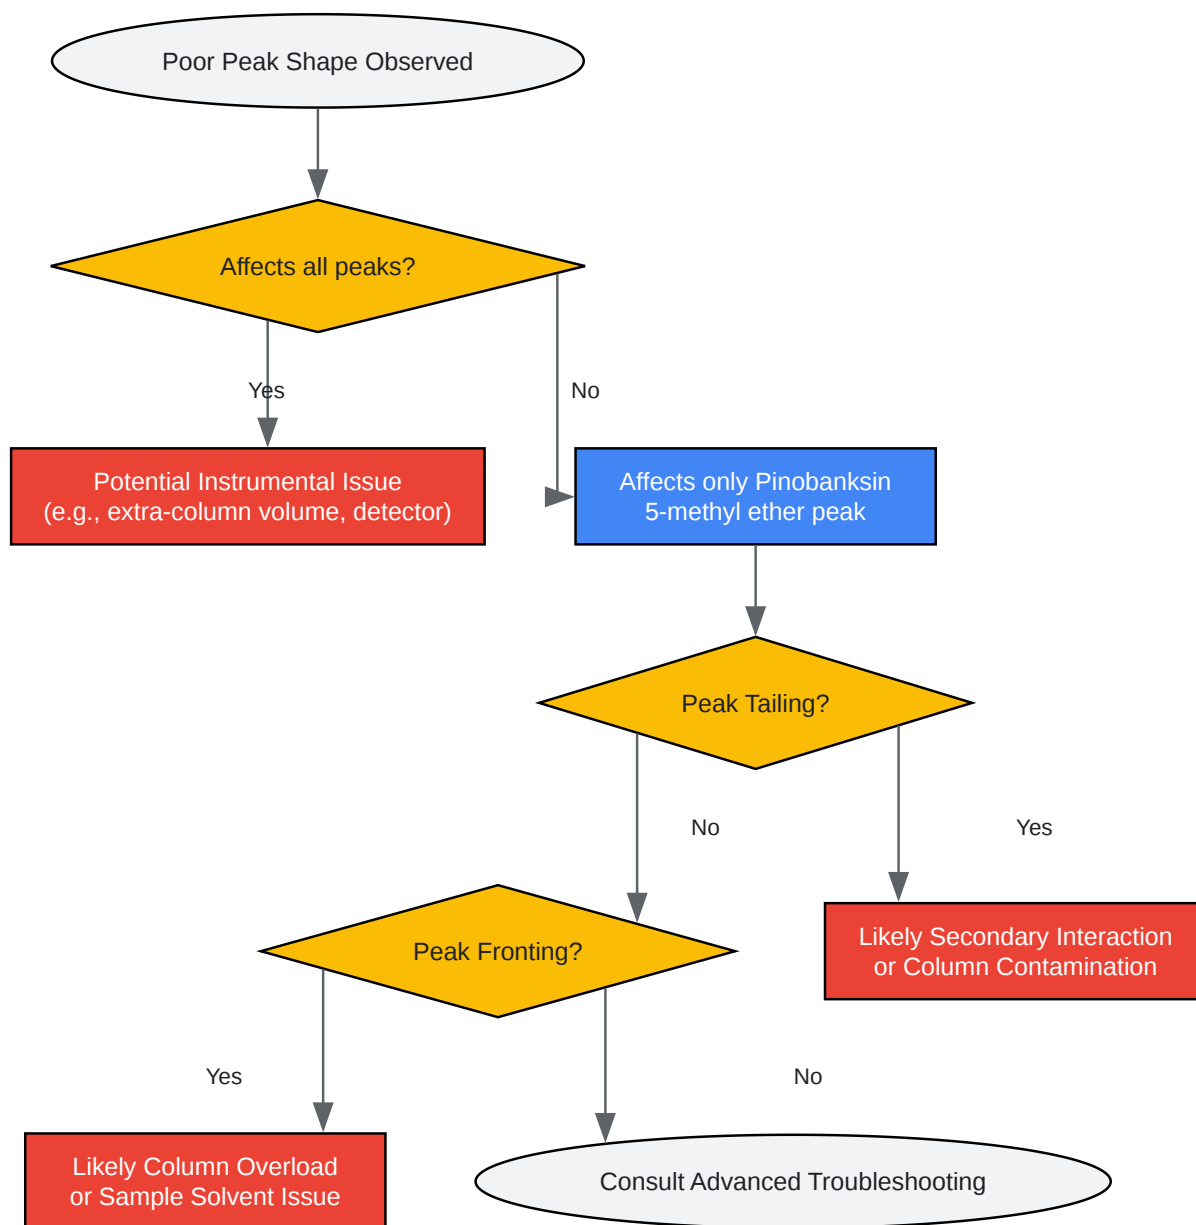 Poor Peak Shape Observed
Affects all peaks?
Yes
No
Potential Instrumental Issue
(e.g., extra-column volume, detector)
Affects only Pinobanksin
5-methyl ether peak
Peak Tailing?
No
Yes
Peak Fronting?
Likely Secondary Interaction
or Column Contamination
Yes
No
Likely Column Overload
or Sample Solvent Issue
Consult Advanced Troubleshooting